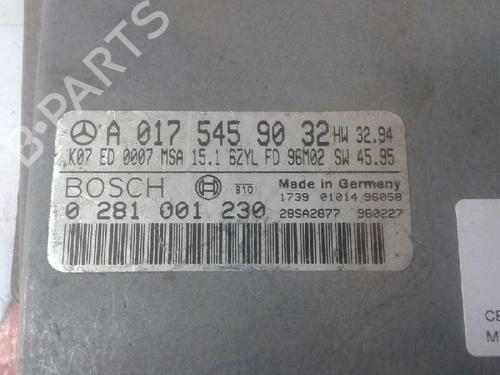 A 017 545 90 32 HW 32.94
K07 ED 0007 MSA 15.1 6ZYL FD 96M02 SW 45.95
BOSCH 810 Made in Germany
1739 01014 96058
0 281 001 230 28SA2877 960227
B-Parts
CE
M